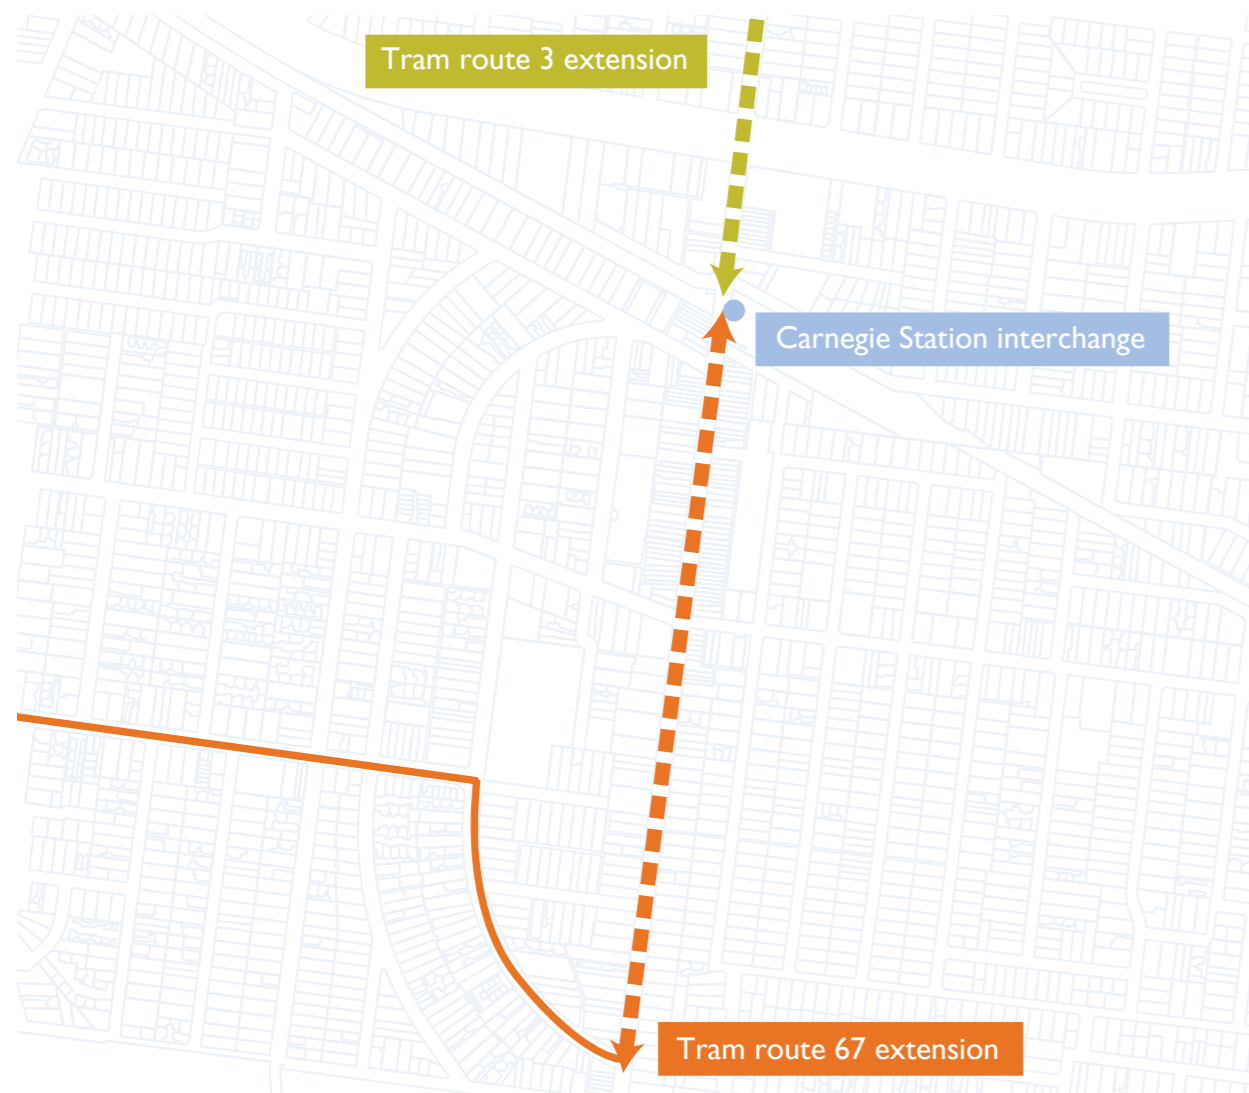 Tram route 3 extension
Carnegie Station interchange
Tram route 67 extension